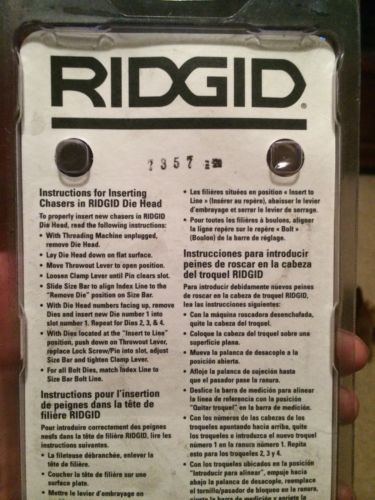 RIDGID®
7357
Instructions for Inserting
Chasers in RIDGID Die Head
To properly insert new chasers in RIDGID
Die Head, read the following instructions:
• With Threading Machine unplugged,
remove Die Head.
• Lay Die Head down on flat surface.
• Move Throwout Lever to open position.
• Loosen Clamp Lever until Pin clears slot.
• Slide Size Bar to align Index Line to the
"Remove Die" position on Size Bar.
• With Die Head numbers facing up, remove
Dies and insert new Die number 1 into
slot number 1. Repeat for Dies 2, 3, & 4.
• With Dies located at the "Insert to Line"
position, push down on Throwout Lever,
replace Lock Screw/Pin into slot, adjust
Size Bar and tighten Clamp Lever.
• For all Bolt Dies, match Index Line to
Size Bar Bolt Line.
Instructions pour l'insertion
de peignes dans la tête de
filière RIDGID
Pour introduire correctement des peignes
neufs dans la tête de filière RIDGID, lire les
instructions suivantes.
• La fileteuse débranchée, enlever la
tête de filière.
• Coucher la tête de filière sur une
surface plate.
• Mettre le levier d'embrayage en
• Les filières situées en position « Insert to
Line » (Insérer au repère), abaisser le levier
d'embrayage et serrer le levier de serrage.
• Pour toutes les filières à boulons, aligner
la ligne repère sur le repère « Bolt »
(Boulon) de la barre de réglage.
Instrucciones para introducir
peines de roscar en la cabeza
del troquel RIDGID
Para introducir debidamente nuevos peines
de roscar en la cabeza de troquel RIDGID,
lea las instrucciones siguientes:
• Con la máquina roscadora desenchufada,
quite la cabeza del troquel.
• Coloque la cabeza del troquel sobre una
superficie plana.
• Mueva la palanca de desacople a la
posición abierta.
• Afloje la palanca de sujeción hasta
que el pasador pase la ranura.
• Deslice la barra de medición para alinear
la línea de referencia con la posición
"Quitar troquel" en la barra de medición.
• Con los números de las cabezas de los
troqueles apuntando hacia arriba, quite
los troqueles e introduzca el nuevo troquel
número 1 en la ranura número 1. Repita
esto para los troqueles 2, 3 y 4.
• Con los troqueles ubicados en la posición
"Introducir para alinear", empuje hacia
abajo la palanca de desacople, reemplace
el tornillo/pasador de bloqueo en la ranura,
ajuste la barra de medición y apriete la